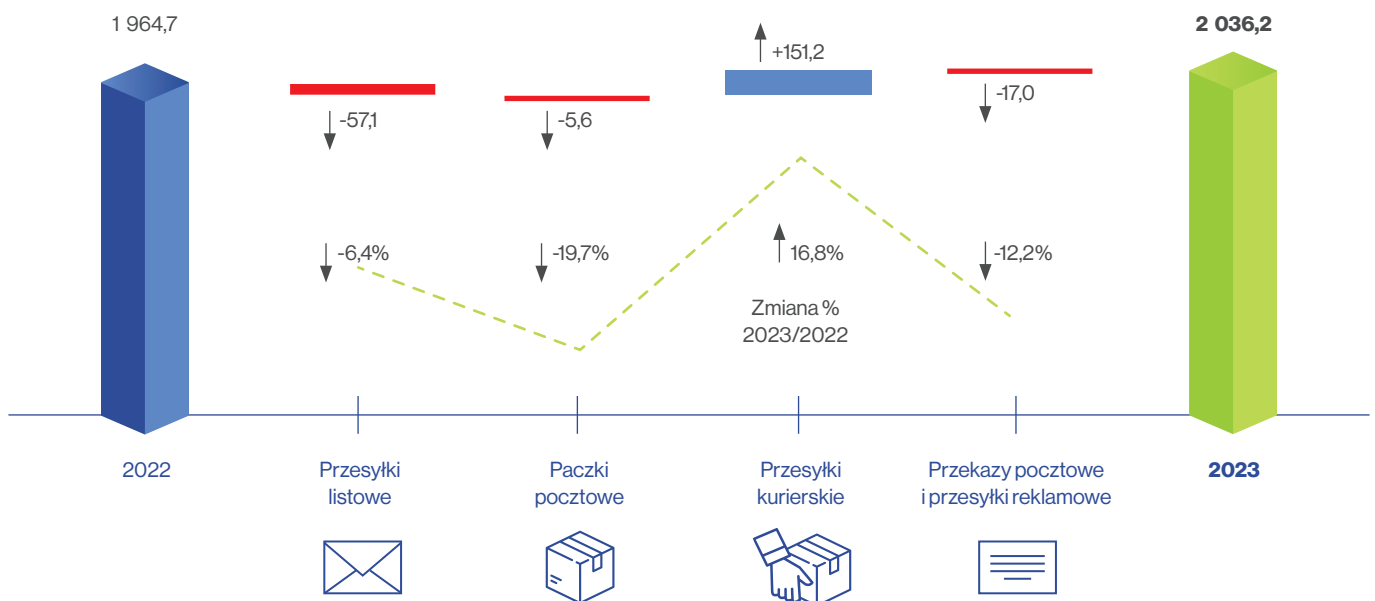 1 964,7
2 036,2
+151,2
-57,1
-5,6
-17,0
-6,4%
-19,7%
16,8%
-12,2%
Zmiana %
2023/2022
2022
Przesyłki
listowe
Paczki
pocztowe
Przesyłki
kurierskie
Przekazy pocztowe
i przesyłki reklamowe
2023